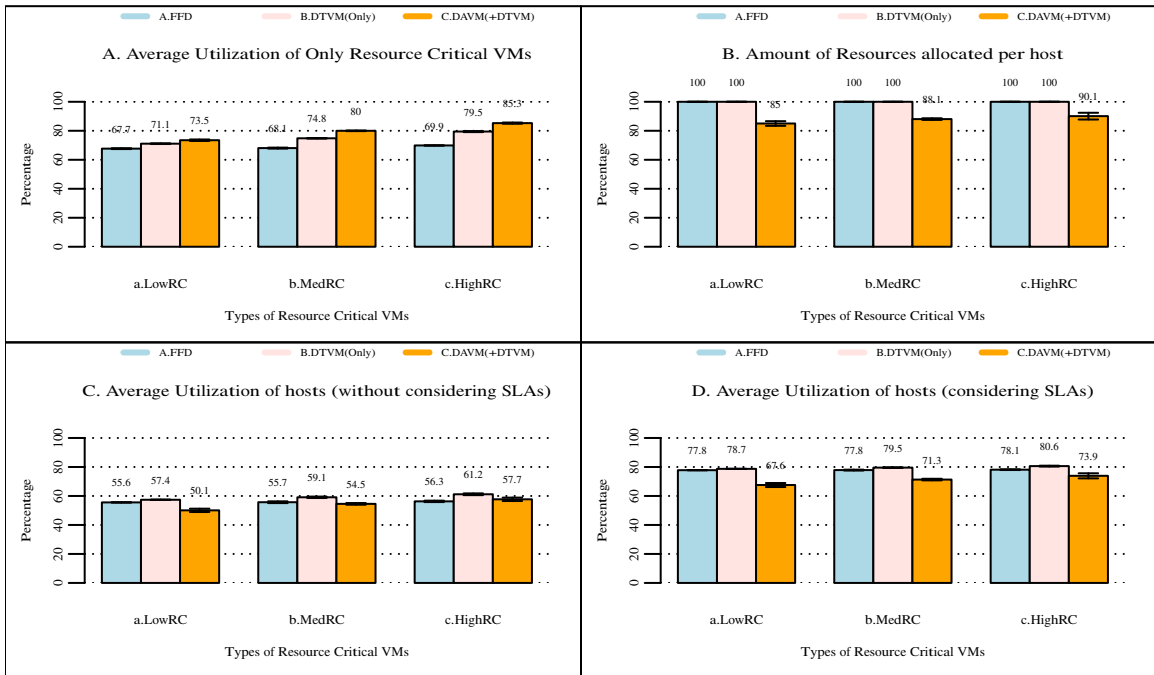 A.FFD B.DTVM(Only) C.DAVM(+DTVM)
A. Average Utilization of Only Resource Critical VMs
Percentage
0 20 40 60 80 100
67.7 71.1 73.5 68.1 74.8 80 69.9 79.5 85.3
a.LowRC b.MedRC c.HighRC
Types of Resource Critical VMs
A.FFD B.DTVM(Only) C.DAVM(+DTVM)
B. Amount of Resources allocated per host
Percentage
0 20 40 60 80 100
100 100 85 100 100 88.1 100 100 90.1
a.LowRC b.MedRC c.HighRC
Types of Resource Critical VMs
A.FFD B.DTVM(Only) C.DAVM(+DTVM)
C. Average Utilization of hosts (without considering SLAs)
Percentage
0 20 40 60 80 100
55.6 57.4 50.1 55.7 59.1 54.5 56.3 61.2 57.7
a.LowRC b.MedRC c.HighRC
Types of Resource Critical VMs
A.FFD B.DTVM(Only) C.DAVM(+DTVM)
D. Average Utilization of hosts (considering SLAs)
Percentage
0 20 40 60 80 100
77.8 78.7 67.6 77.8 79.5 71.3 78.1 80.6 73.9
a.LowRC b.MedRC c.HighRC
Types of Resource Critical VMs